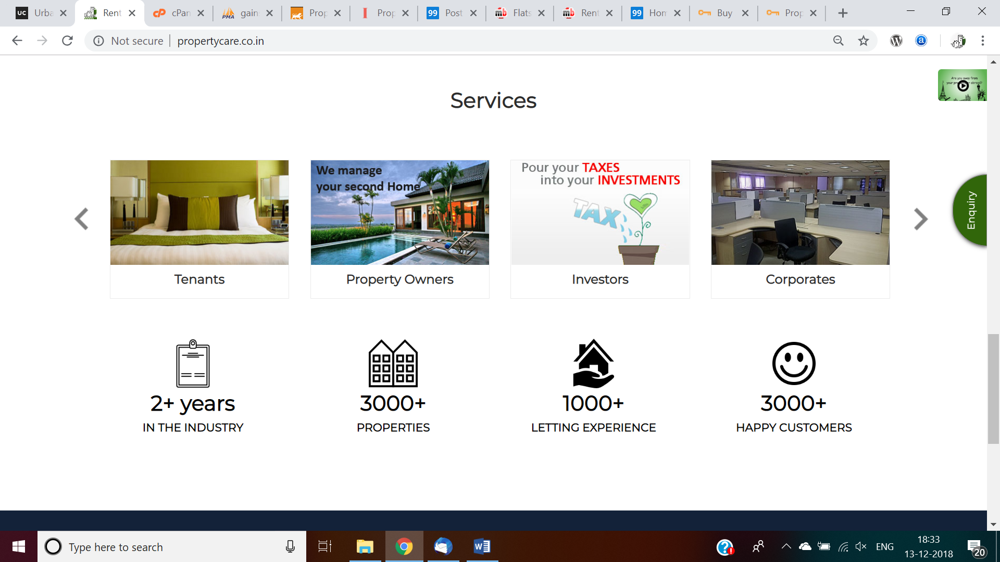 UC Urba
Rent
cPan
PMA gain
Prop
Prop
99 Post
mb Flats
mb Rent
99 Hom
Buy
Prop
Not secure | propertycare.co.in
Are you away from
your property or abroad?
Services
We manage
your second Home
Pour your TAXES
into your INVESTMENTS
TAX
Enquiry
Tenants
Property Owners
Investors
Corporates
2+ years
3000+
1000+
3000+
IN THE INDUSTRY
PROPERTIES
LETTING EXPERIENCE
HAPPY CUSTOMERS
Type here to search
ENG
18:33
13-12-2018
20